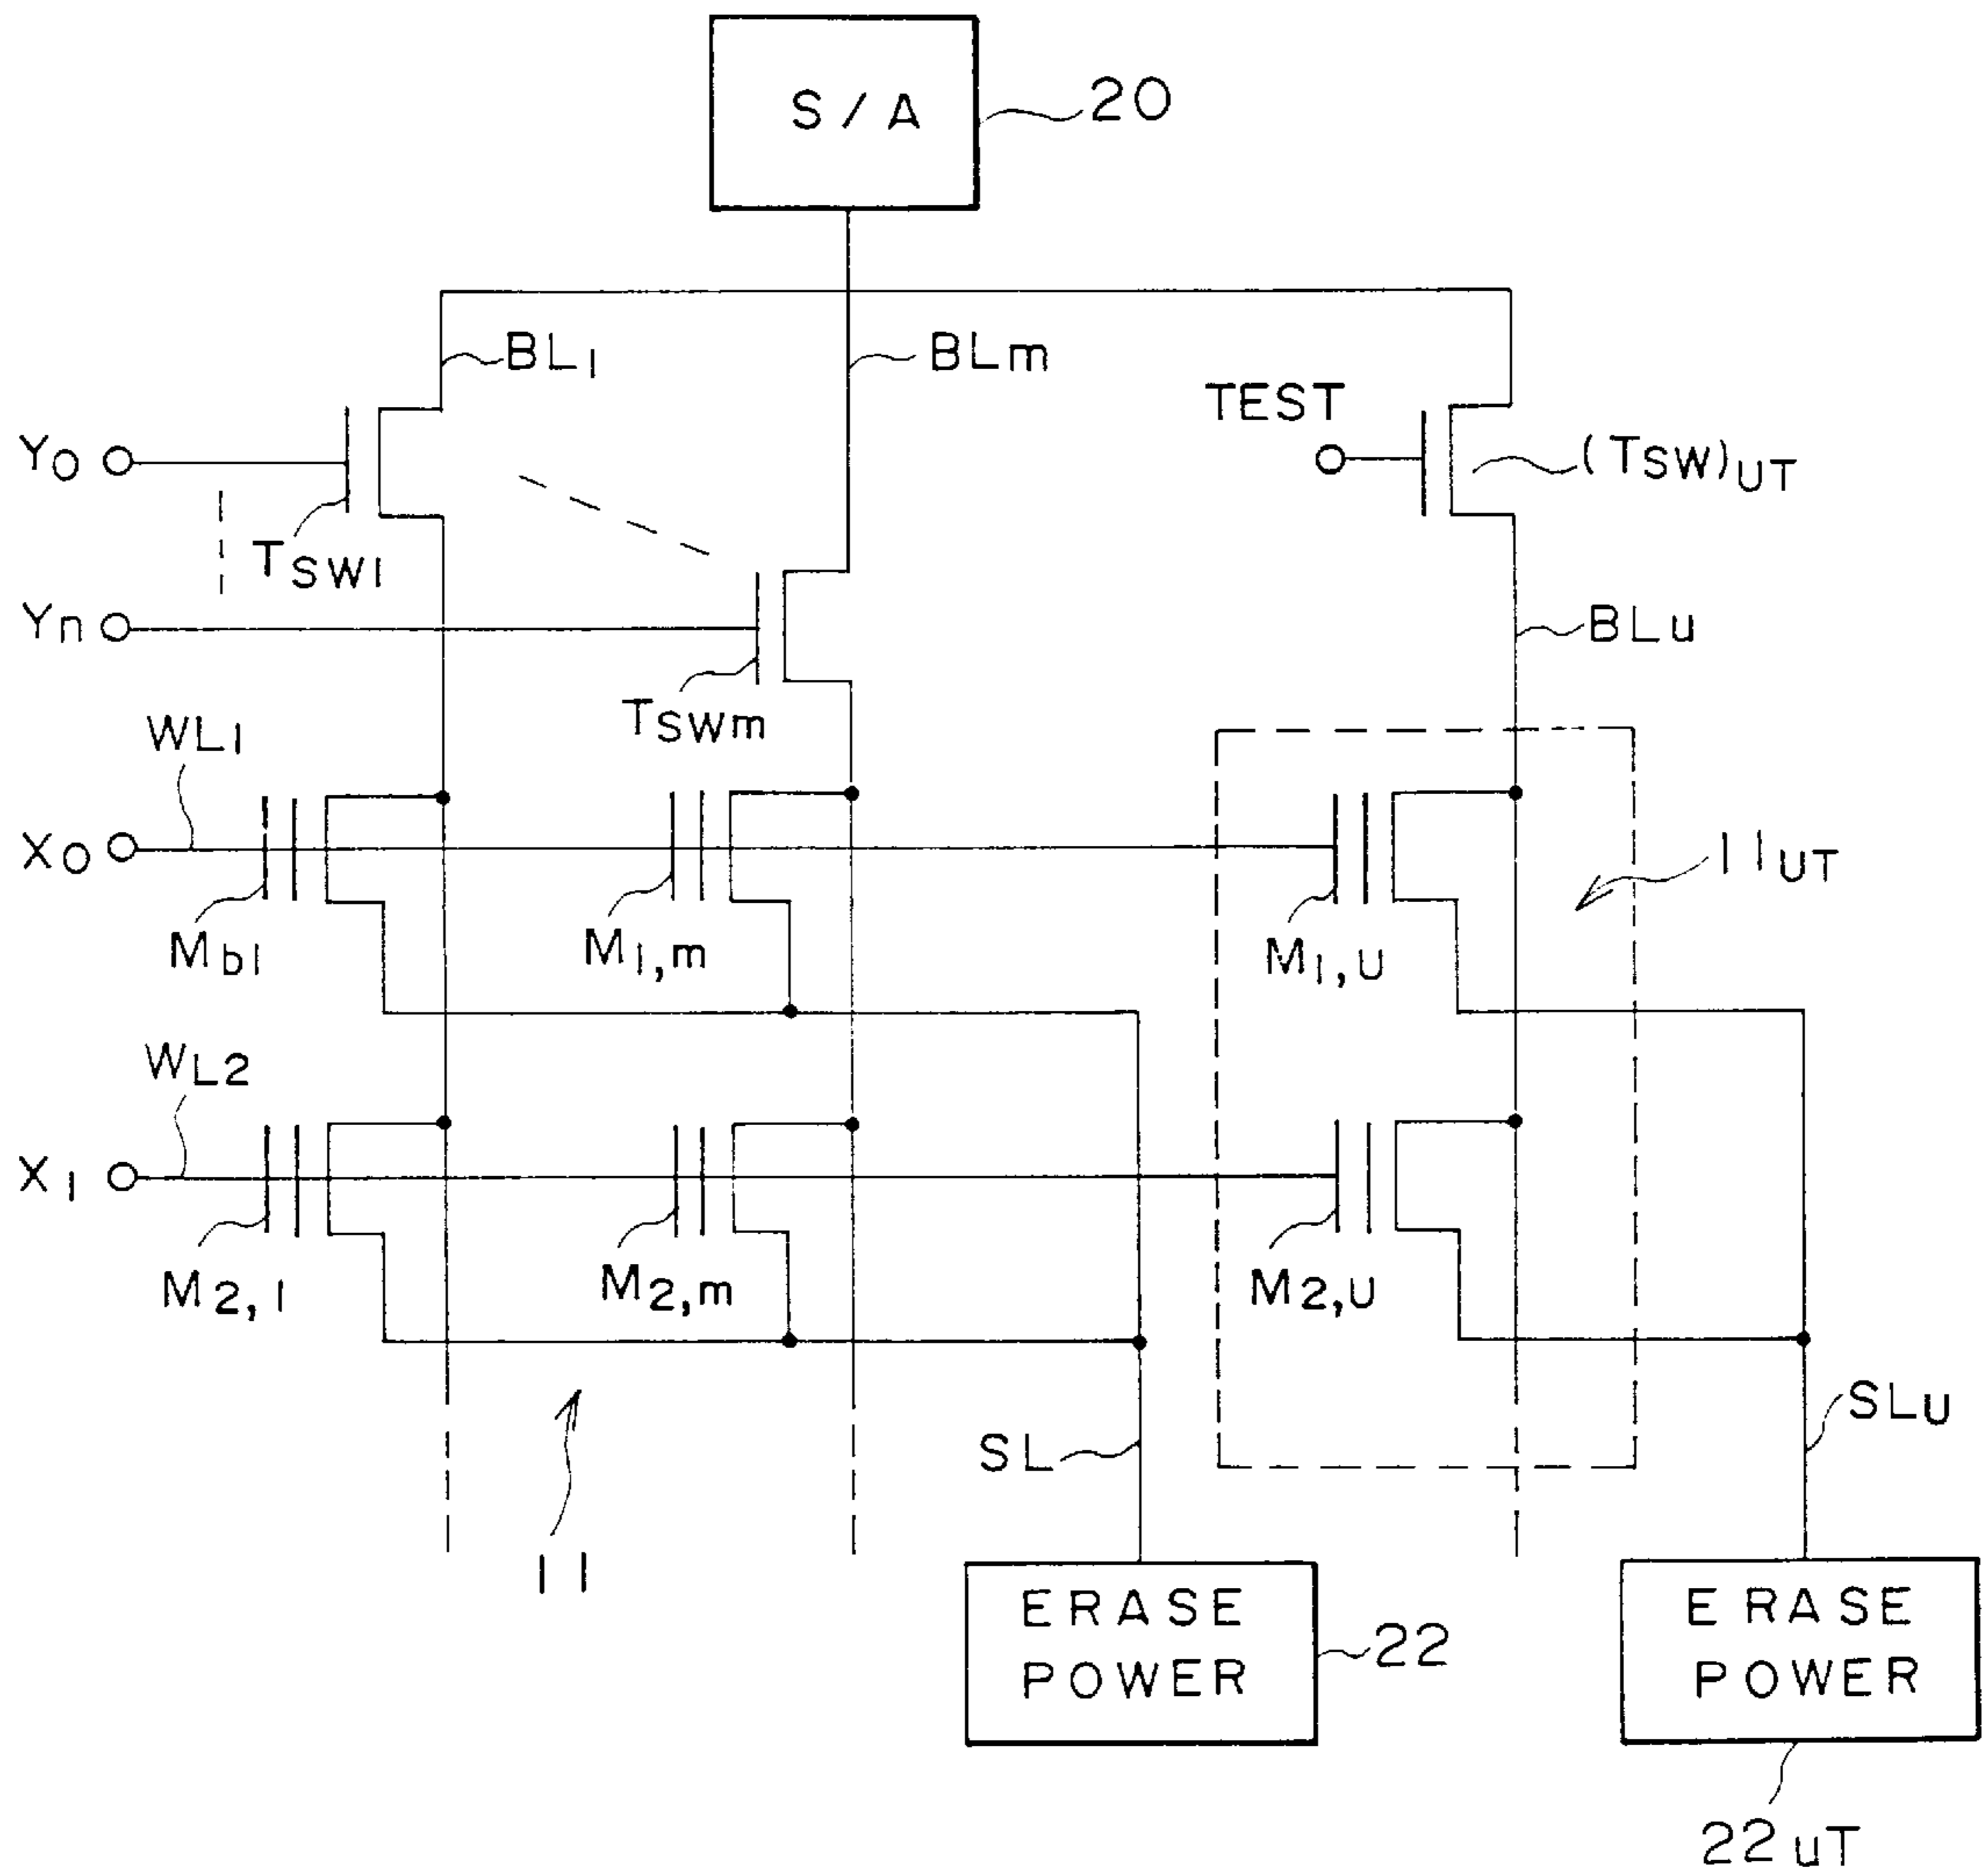 S/A
20
BL1
BLm
TEST
Y0
(TSW)UT
TSW1
Yn
BLu
TSWm
WL1
X0
11UT
Mb1
M1,m
M1,U
WL2
X1
M2,1
M2,m
M2,U
SL
SLU
11
ERASE
POWER
22
ERASE
POWER
22uT